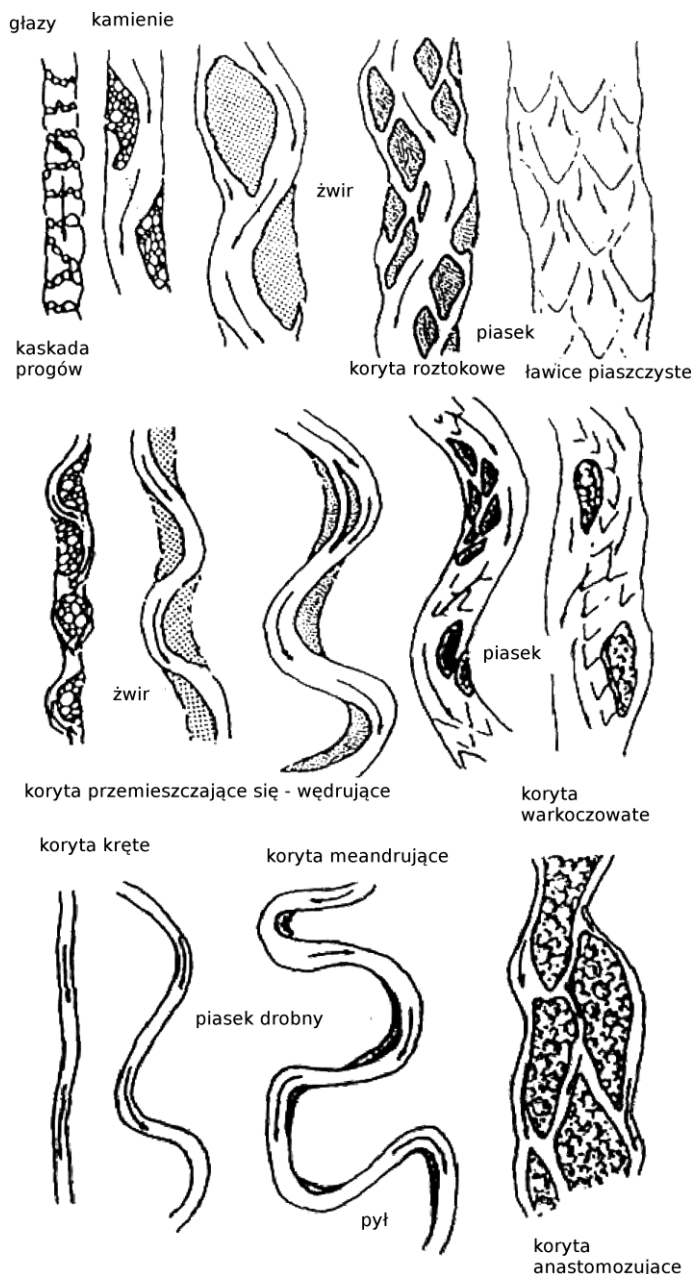 głazy
kamienie
żwir
piasek
kaskada
progów
koryta roztokowe
ławice piaszczyste
piasek
żwir
koryta przemieszczające się - wędrujące
koryta
warkoczowate
koryta kręte
koryta meandrujące
piasek drobny
pył
koryta
anastomozujace